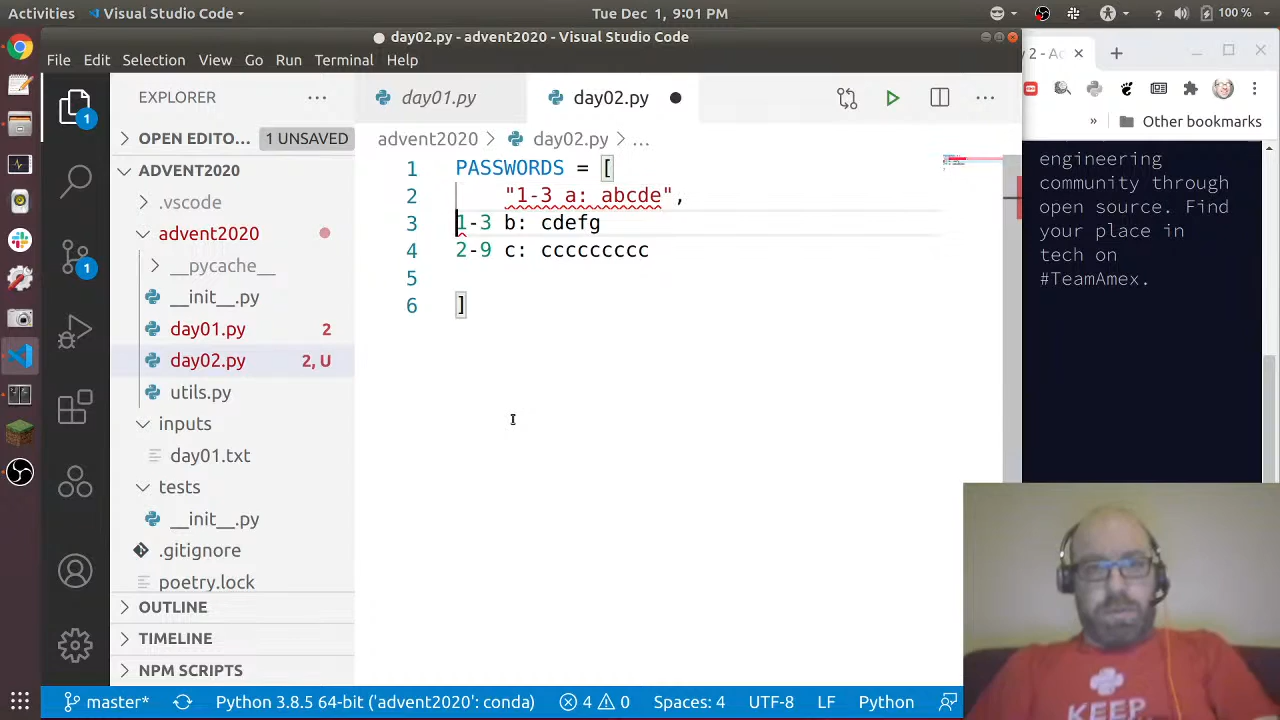 Activities
Visual Studio Code
Tue Dec 1, 9:01 PM
100 %
day02.py - advent2020 - Visual Studio Code
File Edit Selection View Go Run Terminal Help
EXPLORER
OPEN EDITO... 1 UNSAVED
ADVENT2020
.vscode
advent2020
__pycache__
__init__.py
day01.py 2
day02.py 2, U
utils.py
inputs
day01.txt
tests
__init__.py
.gitignore
poetry.lock
OUTLINE
TIMELINE
NPM SCRIPTS
1
1
day01.py
day02.py
advent2020 > day02.py > ...
1 PASSWORDS = [
2 "1-3 a: abcde",
3 1-3 b: cdefg
4 2-9 c: ccccccccc
5
6 ]
y 2 - A
» Other bookmarks
engineering
community through
open source. Find
your place in
tech on
#TeamAmex.
KEEP
master* Python 3.8.5 64-bit ('advent2020': conda) 4 0 Spaces: 4 UTF-8 LF Python